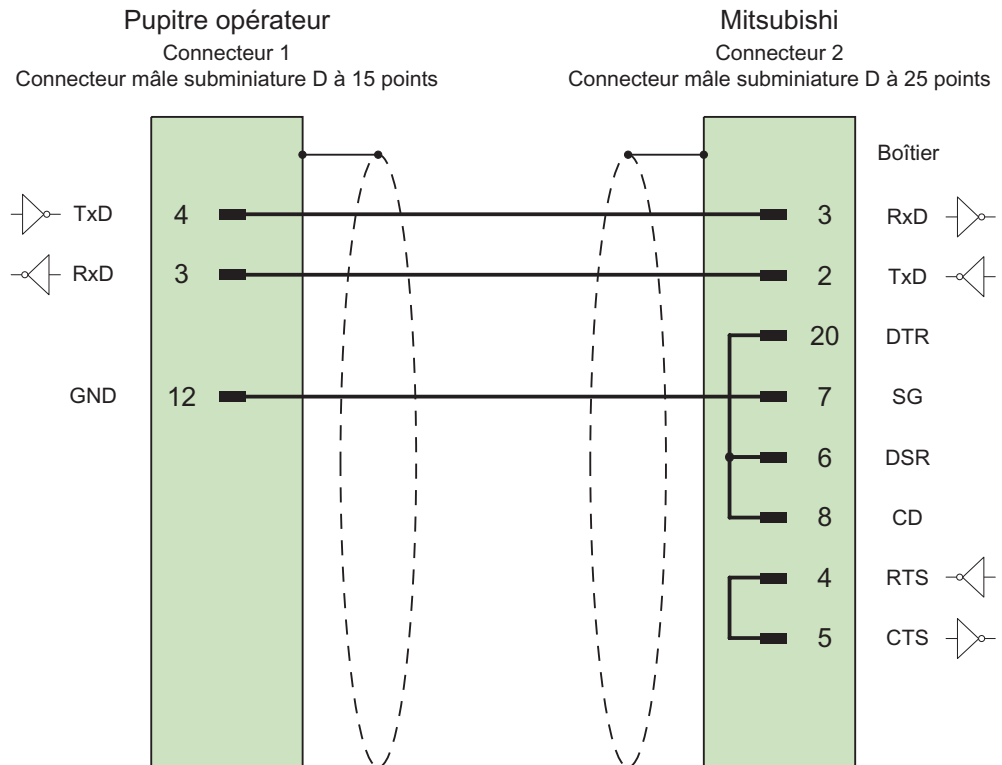 Pupitre opérateur
Connecteur 1
Connecteur mâle subminiature D à 15 points
Mitsubishi
Connecteur 2
Connecteur mâle subminiature D à 25 points
Boîtier
TxD 4 3 RxD
RxD 3 2 TxD
20 DTR
GND 12 7 SG
6 DSR
8 CD
4 RTS
5 CTS